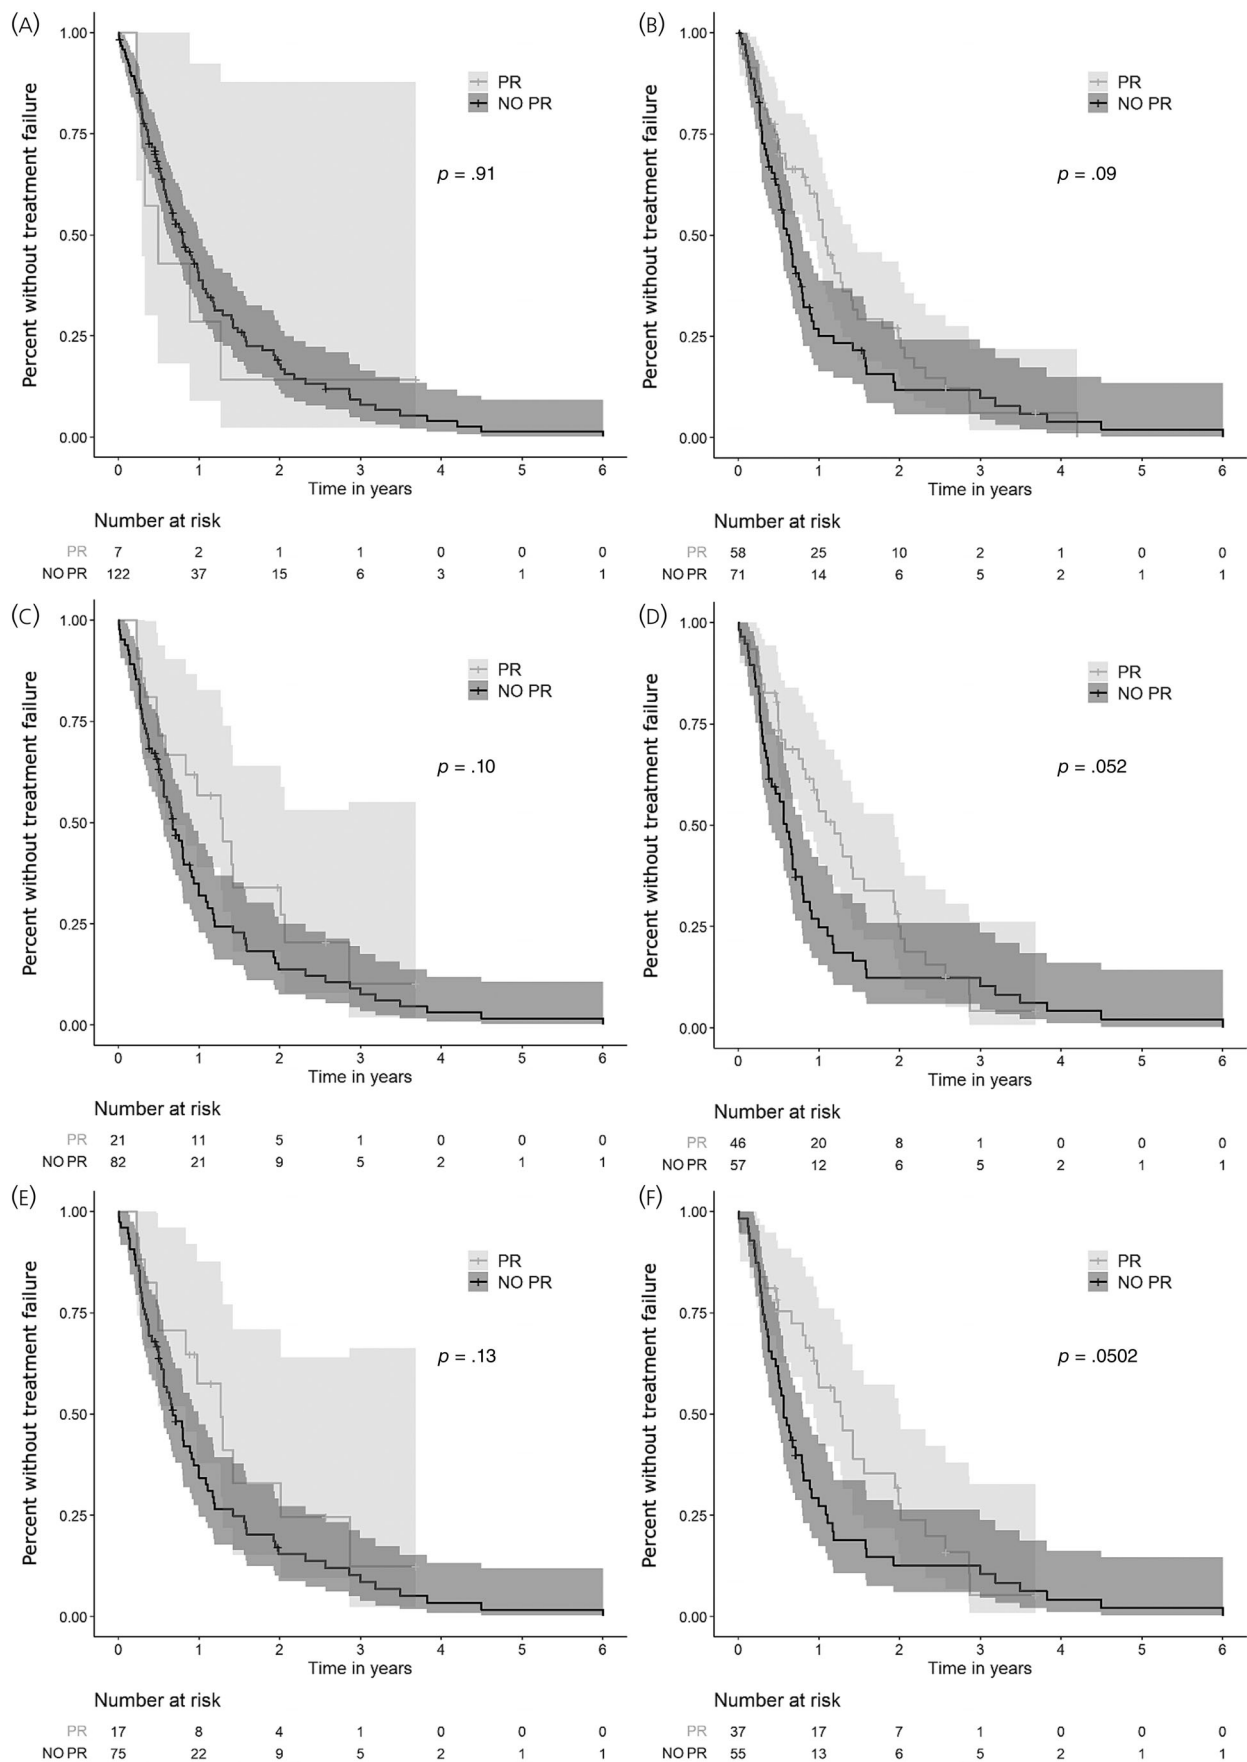 (A)
Percent without treatment failure
1.00
0.75
0.50
0.25
0.00
PR
NO PR
p = .91
0 1 2 3 4 5 6
Time in years
Number at risk
PR 7 2 1 1 0 0 0
NO PR 122 37 15 6 3 1 1
(B)
Percent without treatment failure
1.00
0.75
0.50
0.25
0.00
PR
NO PR
p = .09
0 1 2 3 4 5 6
Time in years
Number at risk
PR 58 25 10 2 1 0 0
NO PR 71 14 6 5 2 1 1
(C)
Percent without treatment failure
1.00
0.75
0.50
0.25
0.00
PR
NO PR
p = .10
0 1 2 3 4 5 6
Time in years
Number at risk
PR 21 11 5 1 0 0 0
NO PR 82 21 9 5 2 1 1
(D)
Percent without treatment failure
1.00
0.75
0.50
0.25
0.00
PR
NO PR
p = .052
0 1 2 3 4 5 6
Time in years
Number at risk
PR 46 20 8 1 0 0 0
NO PR 57 12 6 5 2 1 1
(E)
Percent without treatment failure
1.00
0.75
0.50
0.25
0.00
PR
NO PR
p = .13
0 1 2 3 4 5 6
Time in years
Number at risk
PR 17 8 4 1 0 0 0
NO PR 75 22 9 5 2 1 1
(F)
Percent without treatment failure
1.00
0.75
0.50
0.25
0.00
PR
NO PR
p = .0502
0 1 2 3 4 5 6
Time in years
Number at risk
PR 37 17 7 1 0 0 0
NO PR 55 13 6 5 2 1 1